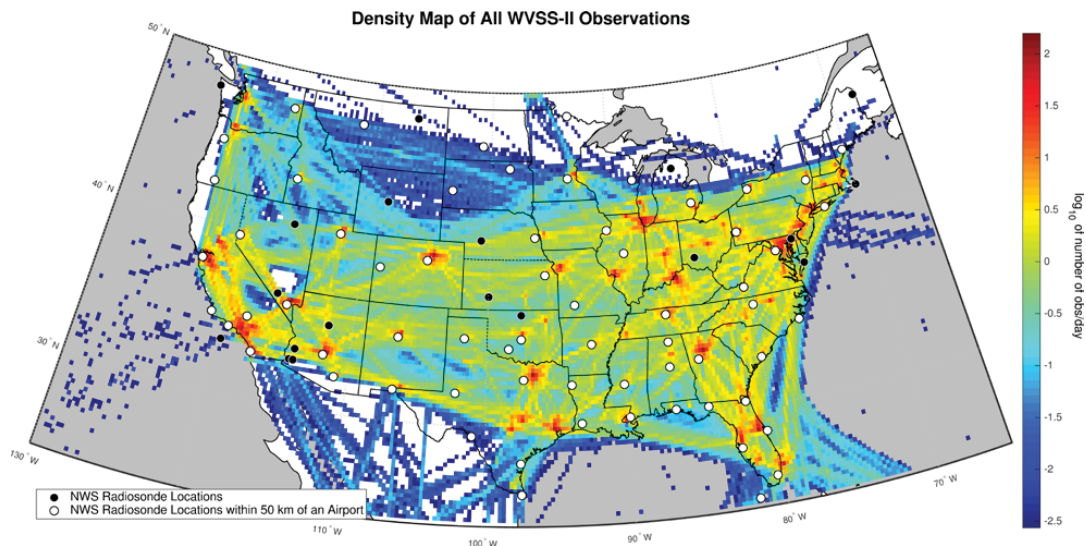 Density Map of All WVSS-II Observations
50° N
40° N
30° N
130° W
110° W
100° W
90° W
80° W
70° W
NWS Radiosonde Locations
NWS Radiosonde Locations within 50 km of an Airport
2
1.5
1
0.5
0
-0.5
-1
-1.5
-2
-2.5
log10 of number of obs/day